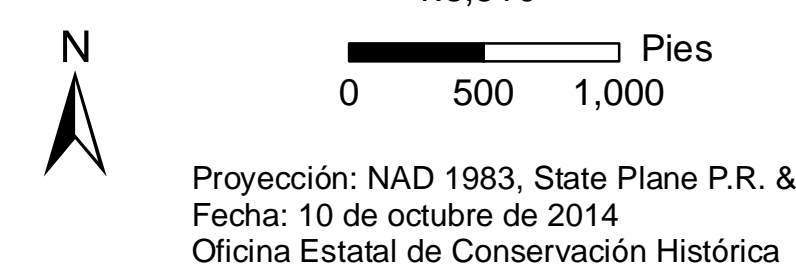 N
Pies
0 500 1,000
Proyección: NAD 1983, State Plane P.R. &
Fecha: 10 de octubre de 2014
Oficina Estatal de Conservación Histórica